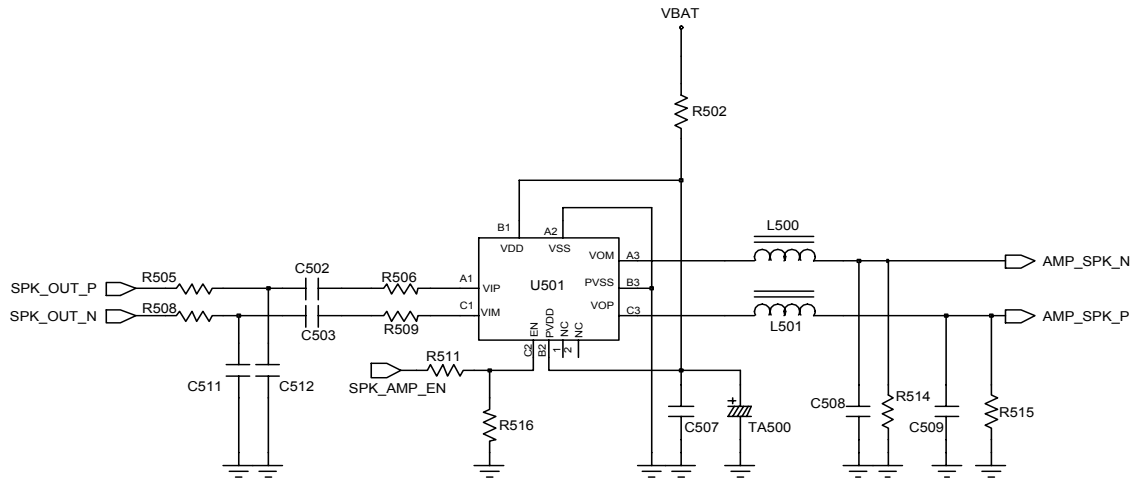 VBAT
R502
B1
A2
L500
VDD
VSS
VOM
A3
AMP_SPK_N
R505
C502
R506
A1
SPK_OUT_P
VIP
U501
PVSS
B3
R508
C1
VOP
C3
SPK_OUT_N
VIM
AMP_SPK_P
C503
R509
L501
EN
PVDD
NC
NC
C2
B2
1
2
R511
C511
C512
SPK_AMP_EN
R516
+
C507
TA500
C508
R514
C509
R515